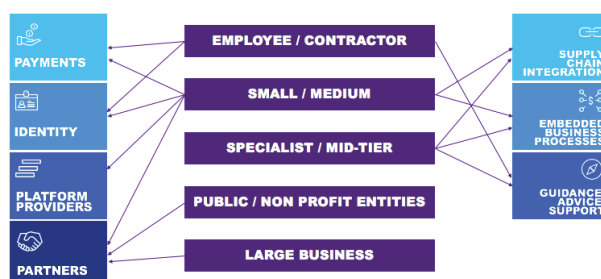 PAYMENTS
IDENTITY
PLATFORM
PROVIDERS
PARTNERS
EMPLOYEE / CONTRACTOR
SMALL / MEDIUM
SPECIALIST / MID-TIER
PUBLIC / NON PROFIT ENTITIES
LARGE BUSINESS
SUPPLY
CHAIN
INTEGRATION
EMBEDDED
BUSINESS
PROCESSES
GUIDANCE
ADVICE
SUPPORT